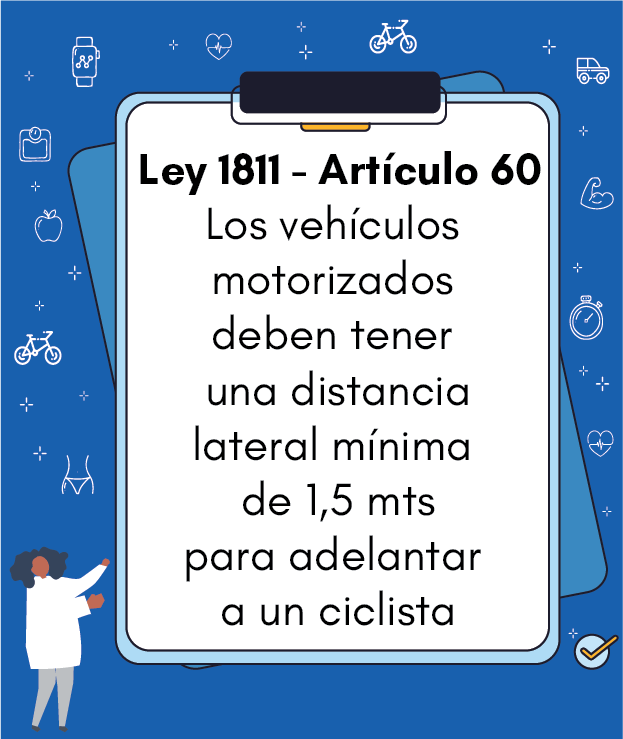 Ley 1811 - Artículo 60
Los vehículos
motorizados
deben tener
una distancia
lateral mínima
de 1,5 mts
para adelantar
a un ciclista